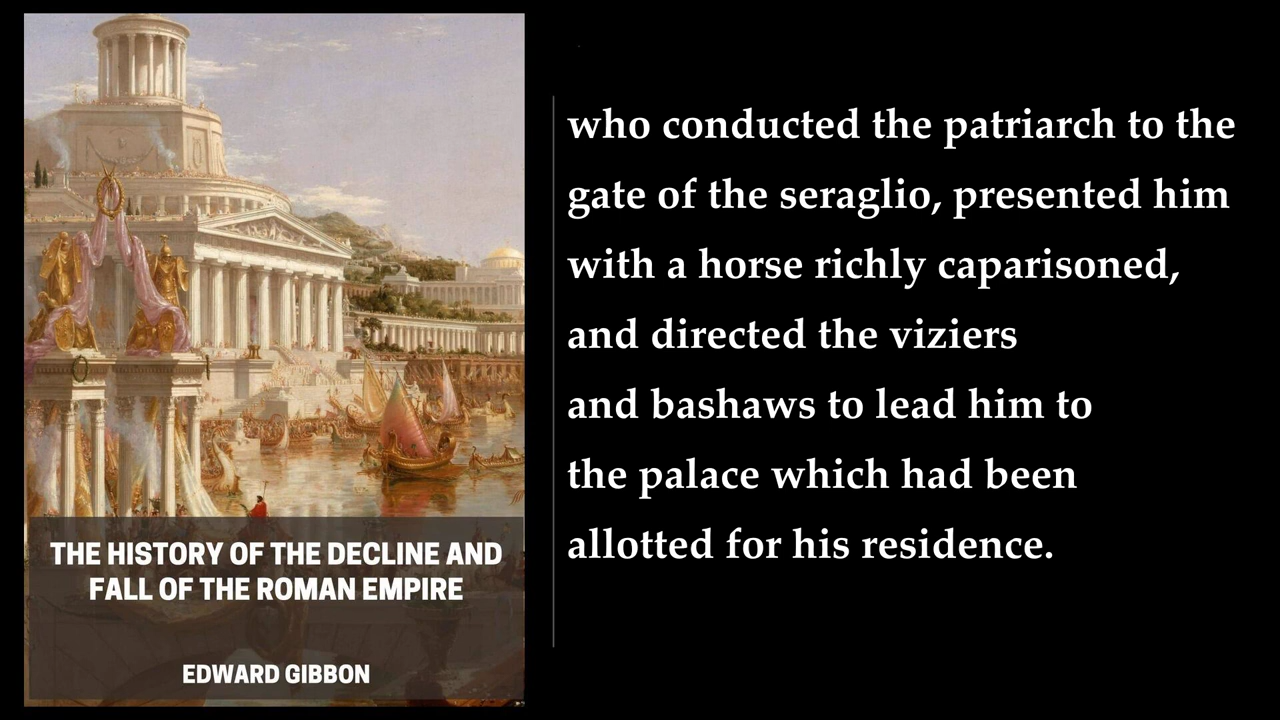 THE HISTORY OF THE DECLINE AND
FALL OF THE ROMAN EMPIRE
EDWARD GIBBON
who conducted the patriarch to the
gate of the seraglio, presented him
with a horse richly caparisoned,
and directed the viziers
and bashaws to lead him to
the palace which had been
allotted for his residence.